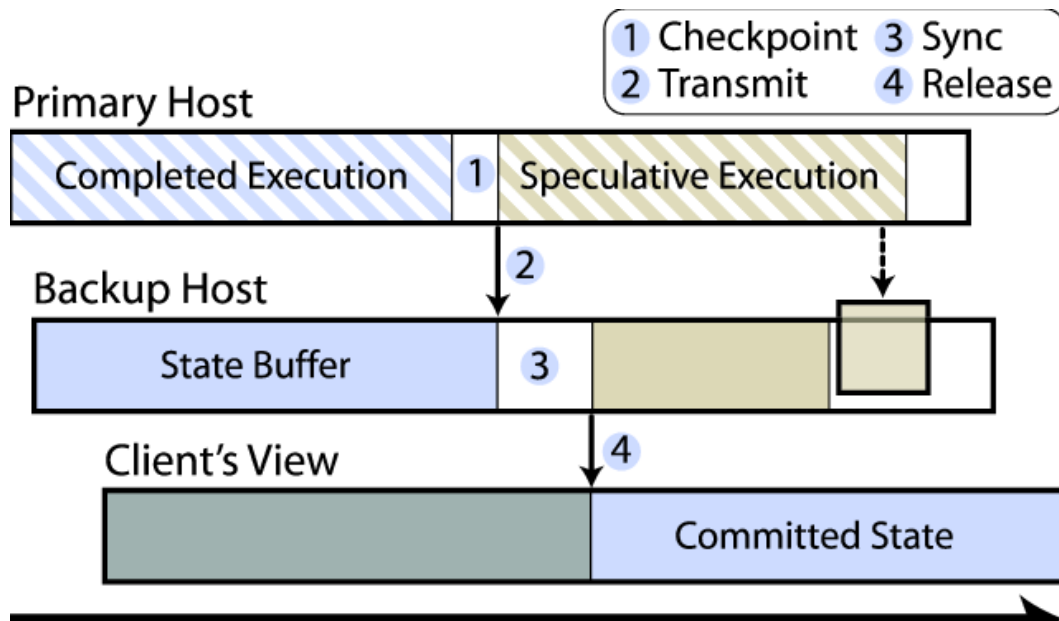 1 Checkpoint 3 Sync
2 Transmit 4 Release
Primary Host
Completed Execution 1 Speculative Execution
2
Backup Host
State Buffer 3
4
Client's View
Committed State